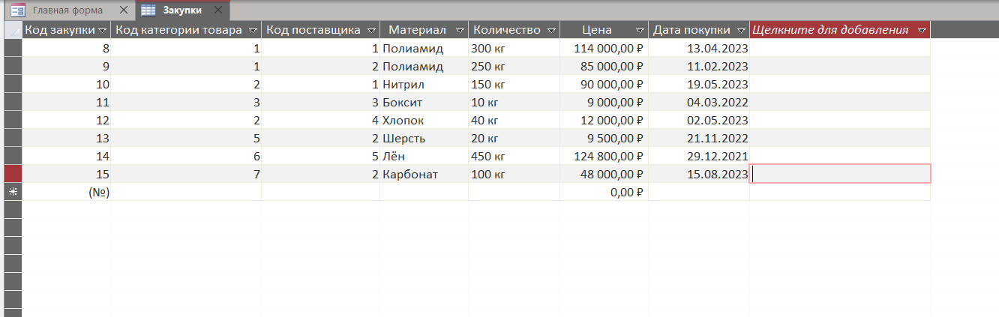 Главная форма Закупки
Код закупки Код категории товара Код поставщика Материал Количество Цена Дата покупки Щелкните для добавления
8 1 1 Полиамид 300 кг 114 000,00 ₽ 13.04.2023
9 1 2 Полиамид 250 кг 85 000,00 ₽ 11.02.2023
10 2 1 Нитрил 150 кг 90 000,00 ₽ 19.05.2023
11 3 3 Боксит 10 кг 9 000,00 ₽ 04.03.2022
12 2 4 Хлопок 40 кг 12 000,00 ₽ 02.05.2023
13 5 2 Шерсть 20 кг 9 500,00 ₽ 21.11.2022
14 6 5 Лён 450 кг 124 800,00 ₽ 29.12.2021
15 7 2 Карбонат 100 кг 48 000,00 ₽ 15.08.2023
(№) 0,00 ₽